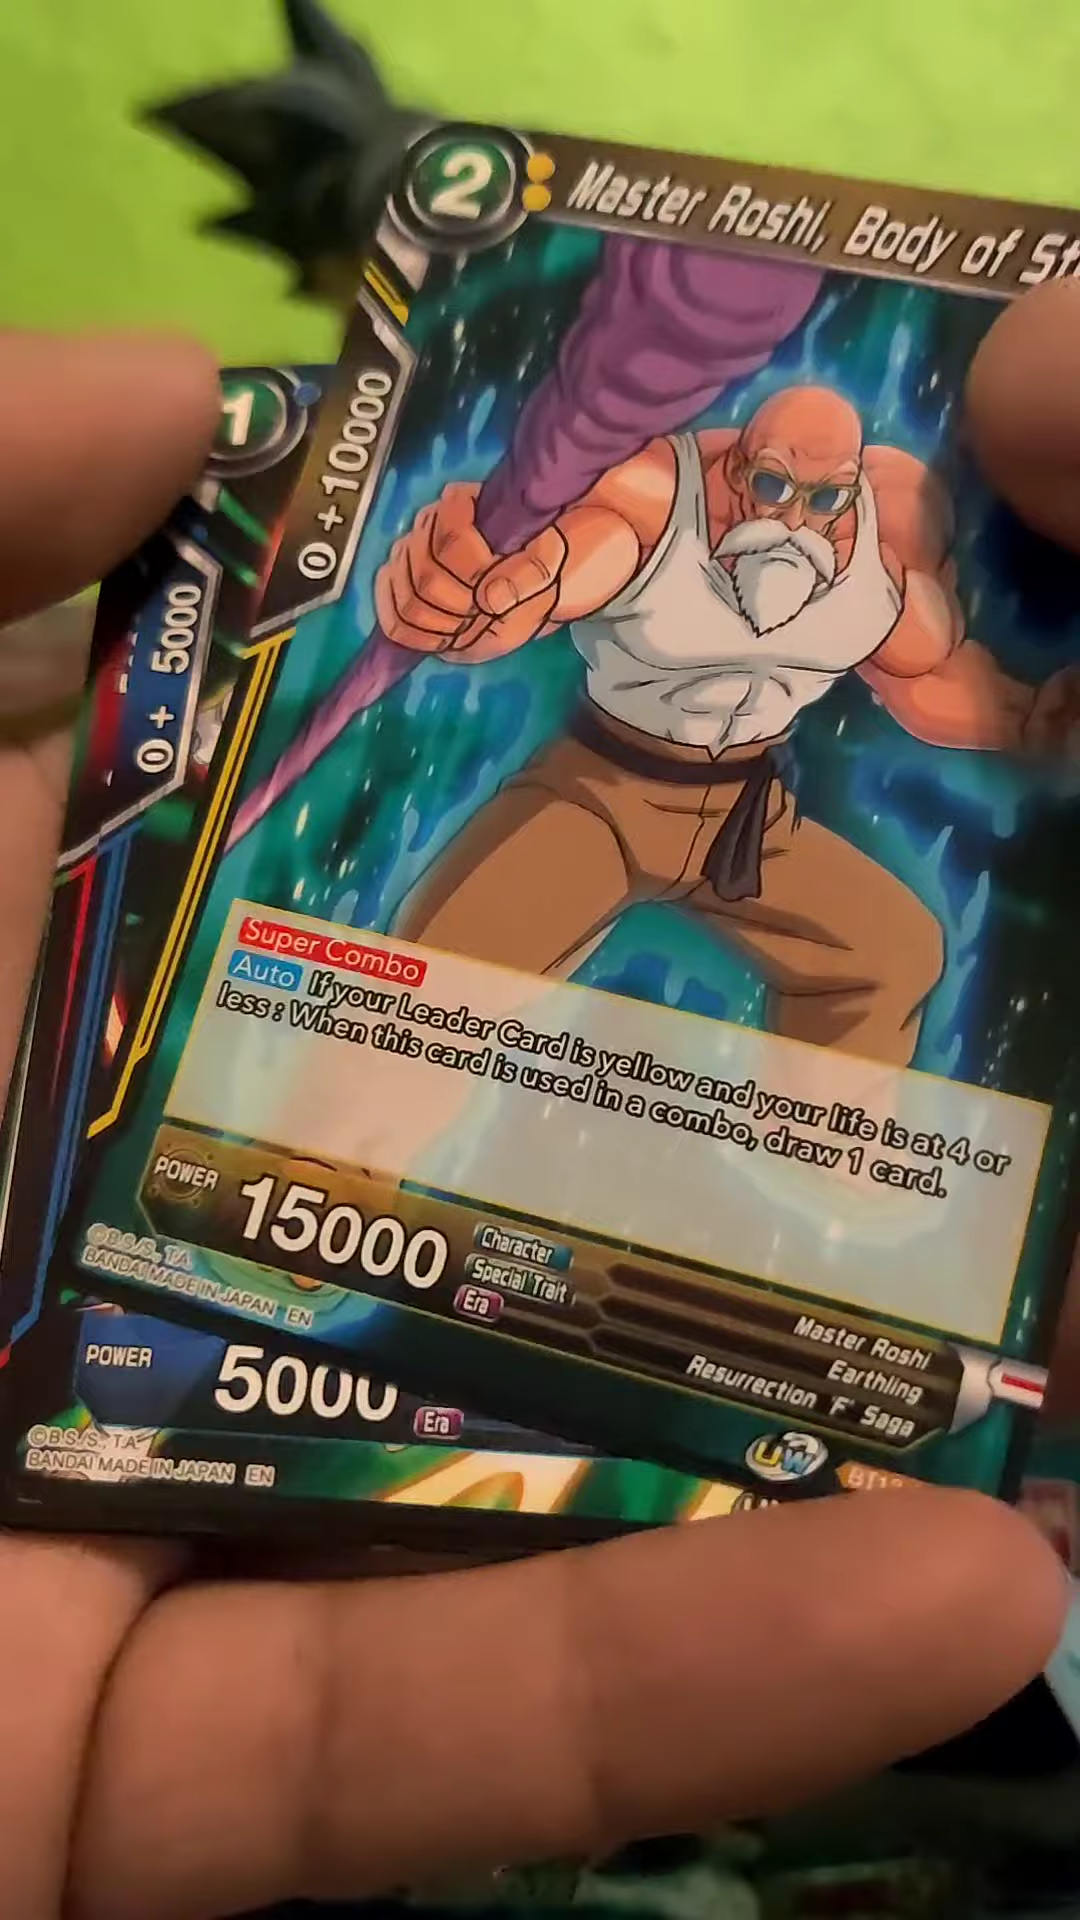 2
Master Roshi, Body of
0 + 10000
1
0 + 5000
Super Combo
Auto If your Leader Card is yellow and your life is at 4 or
less : When this card is used in a combo, draw 1 card.
POWER
15000
Character
Special Trait
Era
Master Roshi
Earthling
Resurrection 'F' Saga
©B.S./S., T.A.
BANDAI MADE IN JAPAN EN
UW
POWER
5000
Era
©B.S./S., T.A.
BANDAI MADE IN JAPAN EN